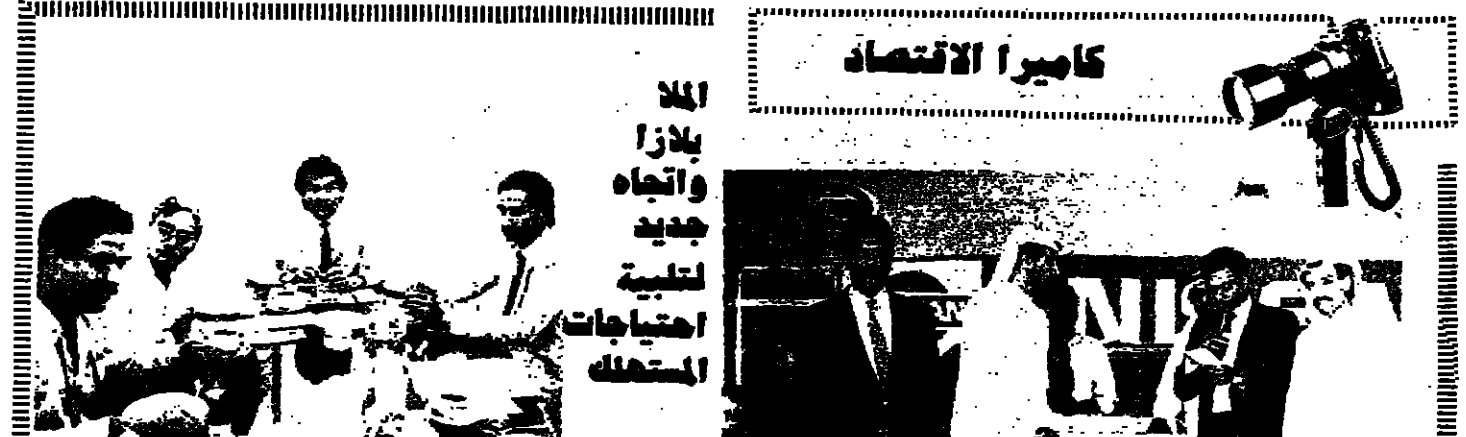 كاميرا الاقتصاد
الملا
بلازا
واتجاه
جديد
لتلبية
احتياجات
المستهلك